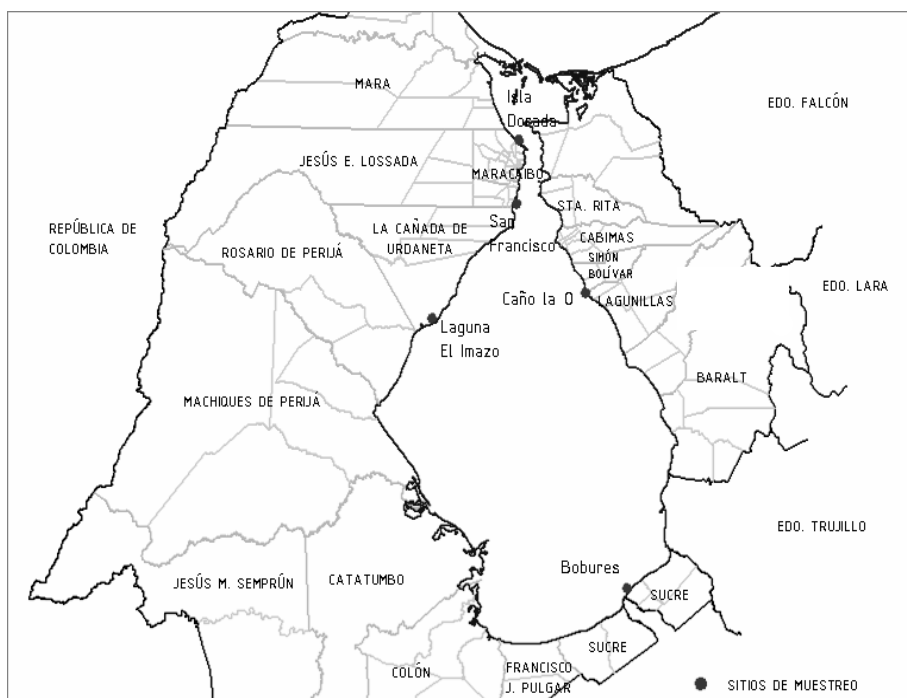 MARA
Isla
Dorada
EDO. FALCÓN
JESÚS E. LOSSADA
MARACAIBO
STA. RITA
REPÚBLICA DE
COLOMBIA
ROSARIO DE PERIJÁ
LA CAÑADA DE
URDANETA
San
Francisco
CABIMAS
SIMÓN
BOLÍVAR
Caño la O
LAGUNILLAS
EDO. LARA
Laguna
El Imazo
BARALT
MACHIQUES DE PERIJÁ
EDO. TRUJILLO
Bobures
SUCRE
JESÚS M. SEMPRÚN
CATATUMBO
SUCRE
COLÓN
FRANCISCO
J. PULGAR
SITIOS DE MUESTREO